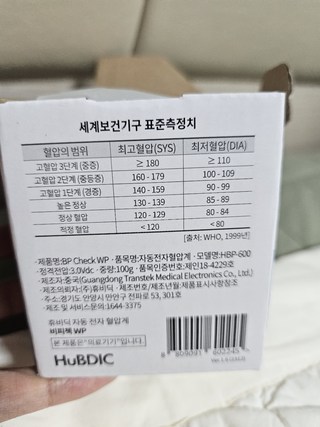 세계보건기구 표준측정치
혈압의 범위 최고혈압(SYS) 최저혈압(DIA)
고혈압 3단계 (중증) ≥ 180 ≥ 110
고혈압 2단계 (중등증) 160 - 179 100 - 109
고혈압 1단계 (경증) 140 - 159 90 - 99
높은 정상 130 - 139 85 - 89
정상 혈압 120 - 129 80 - 84
적정 혈압 < 120 < 80
[출처: WHO, 1999년]
·제품명:BP Check WP ·품목명:자동전자혈압계 ·모델명:HBP-600
·정격전압:3.0Vdc ·중량:100g ·품목인증번호:제인18-4229호
·제조자:중국(Guangdong Transtek Medical Electronics Co., Ltd.)
·제조의뢰자:(주)휴비딕 ·제조번호/제조년월:제품별도표시
·주소:경기도 안양시 만안구 전파로 53, 301호
·제조 및 서비스문의:1644-3375
휴비딕 자동 전자 혈압계
비피첵 WP
본 제품은 "의료기기" 입니다.
HuBDIC